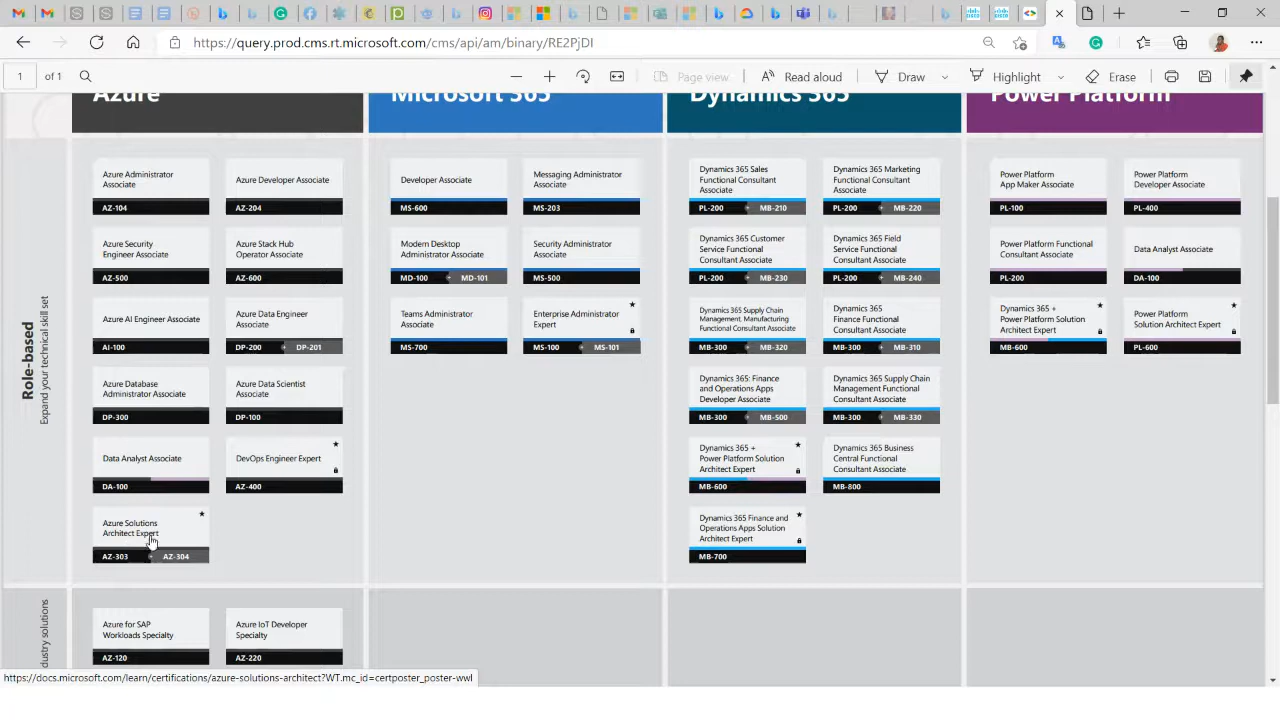 https://query.prod.cms.rt.microsoft.com/cms/api/am/binary/RE2PjDI
1 of 1
Page view
Read aloud
Draw
Highlight
Erase
Azure
Microsoft 365
Dynamics 365
Power Platform
Role-based
Expand your technical skill set
Azure Administrator
Associate
AZ-104
Azure Developer Associate
AZ-204
Azure Security
Engineer Associate
AZ-500
Azure Stack Hub
Operator Associate
AZ-600
Azure AI Engineer Associate
AI-100
Azure Data Engineer
Associate
DP-200 DP-201
Azure Database
Administrator Associate
DP-300
Azure Data Scientist
Associate
DP-100
Data Analyst Associate
DA-100
DevOps Engineer Expert
AZ-400
Azure Solutions
Architect Expert
AZ-303 AZ-304
Developer Associate
MS-600
Messaging Administrator
Associate
MS-203
Modern Desktop
Administrator Associate
MD-100 MD-101
Security Administrator
Associate
MS-500
Teams Administrator
Associate
MS-700
Enterprise Administrator
Expert
MS-100 MS-101
Dynamics 365 Sales
Functional Consultant
Associate
PL-200 MB-210
Dynamics 365 Marketing
Functional Consultant
Associate
PL-200 MB-220
Dynamics 365 Customer
Service Functional
Consultant Associate
PL-200 MB-230
Dynamics 365 Field
Service Functional
Consultant Associate
PL-200 MB-240
Dynamics 365 Supply Chain
Management, Manufacturing
Functional Consultant Associate
MB-300 MB-320
Dynamics 365
Finance Functional
Consultant Associate
MB-300 MB-310
Dynamics 365: Finance
and Operations Apps
Developer Associate
MB-300 MB-500
Dynamics 365 Supply Chain
Management Functional
Consultant Associate
MB-300 MB-330
Dynamics 365 +
Power Platform Solution
Architect Expert
MB-600
Dynamics 365 Business
Central Functional
Consultant Associate
MB-800
Dynamics 365 Finance and
Operations Apps Solution
Architect Expert
MB-700
Power Platform
App Maker Associate
PL-100
Power Platform
Developer Associate
PL-400
Power Platform Functional
Consultant Associate
PL-200
Data Analyst Associate
DA-100
Dynamics 365 +
Power Platform Solution
Architect Expert
MB-600
Power Platform
Solution Architect Expert
PL-600
dustry solutions
Azure for SAP
Workloads Specialty
AZ-120
Azure IoT Developer
Specialty
AZ-220
https://docs.microsoft.com/learn/certifications/azure-solutions-architect?WT.mc_id=certposter_poster-wwl